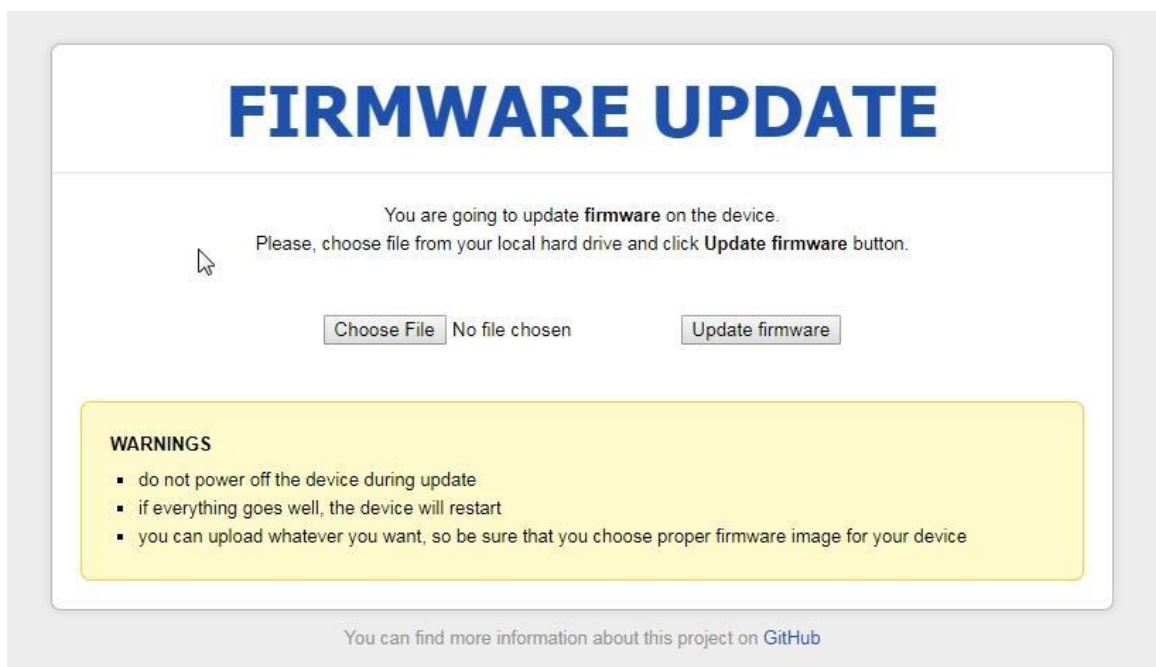 FIRMWARE UPDATE
You are going to update firmware on the device.
Please, choose file from your local hard drive and click Update firmware button.
Choose File No file chosen Update firmware
WARNINGS
do not power off the device during update
if everything goes well, the device will restart
you can upload whatever you want, so be sure that you choose proper firmware image for your device
You can find more information about this project on GitHub